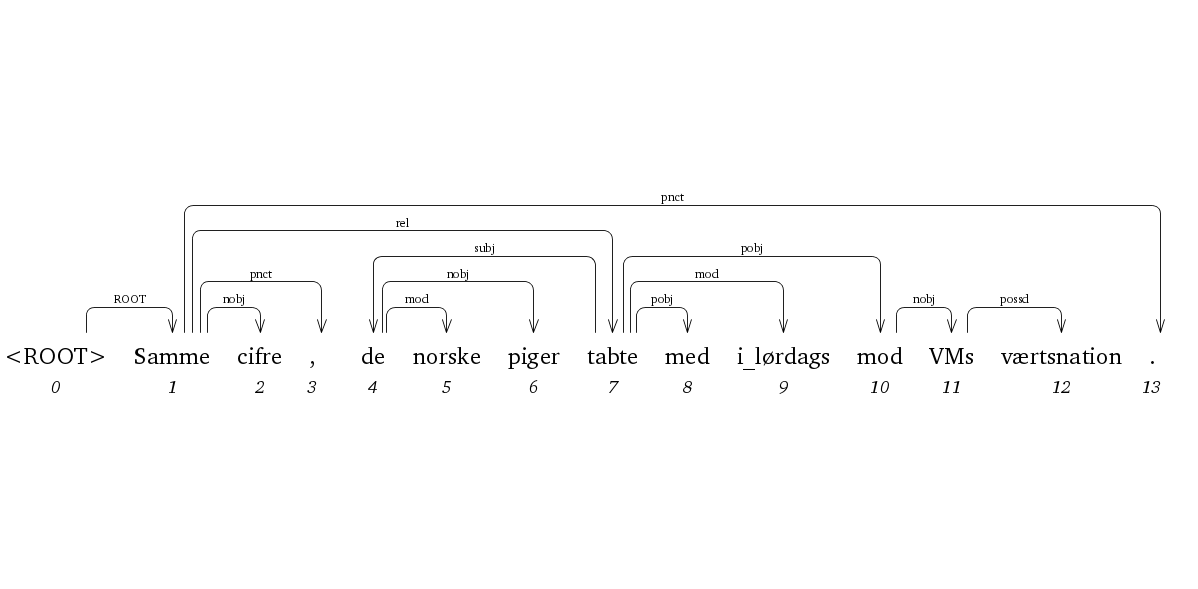 pnct
rel
subj pobj
pnct nobj mod
ROOT nobj mod pobj nobj possd
<ROOT> Samme cifre , de norske piger tabte med i_lørdags mod VMs værtsnation .
0 1 2 3 4 5 6 7 8 9 10 11 12 13